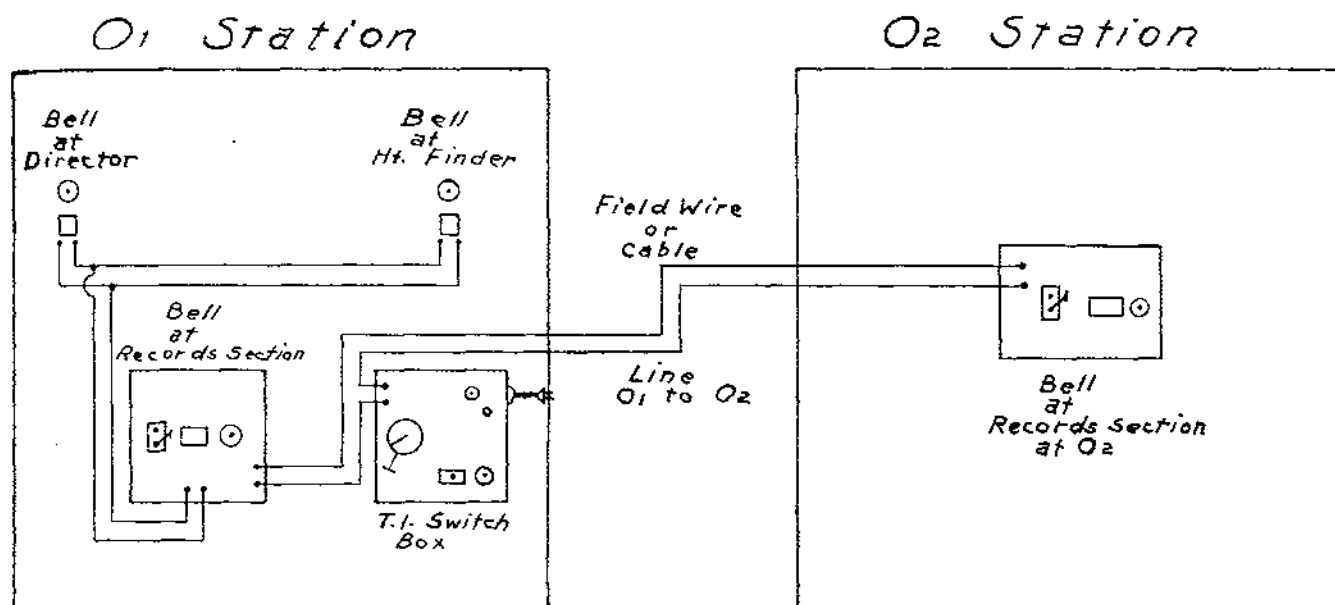 O1 Station
O2 Station
Bell
at
Director
Bell
at
Ht. Finder
Field Wire
or
Cable
Bell
at
Records Section
Line
O1 to O2
T.I. Switch
Box
Bell
at
Records Section
at O2